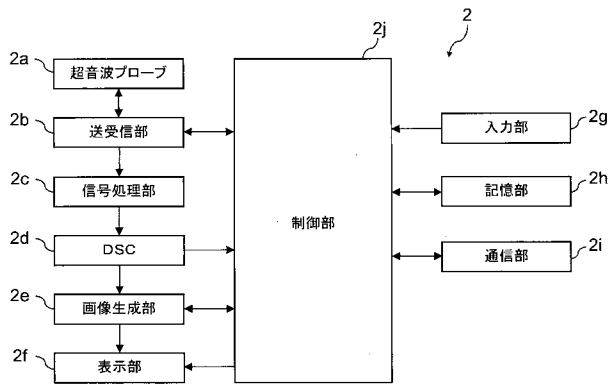 2j
2
2a
超音波プローブ
2b
送受信部
入力部
2g
2c
信号処理部
記憶部
2h
制御部
2d
DSC
通信部
2i
2e
画像生成部
2f
表示部